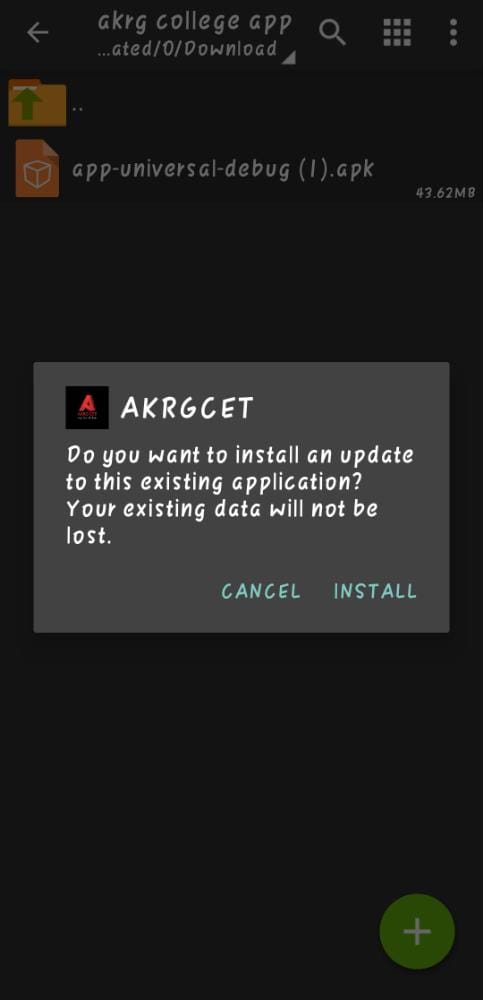 akrg college app
...ated/0/Download
..
app-universal-debug (1).apk
43.62MB
AKRGCET
Do you want to install an update
to this existing application?
Your existing data will not be
lost.
CANCEL INSTALL